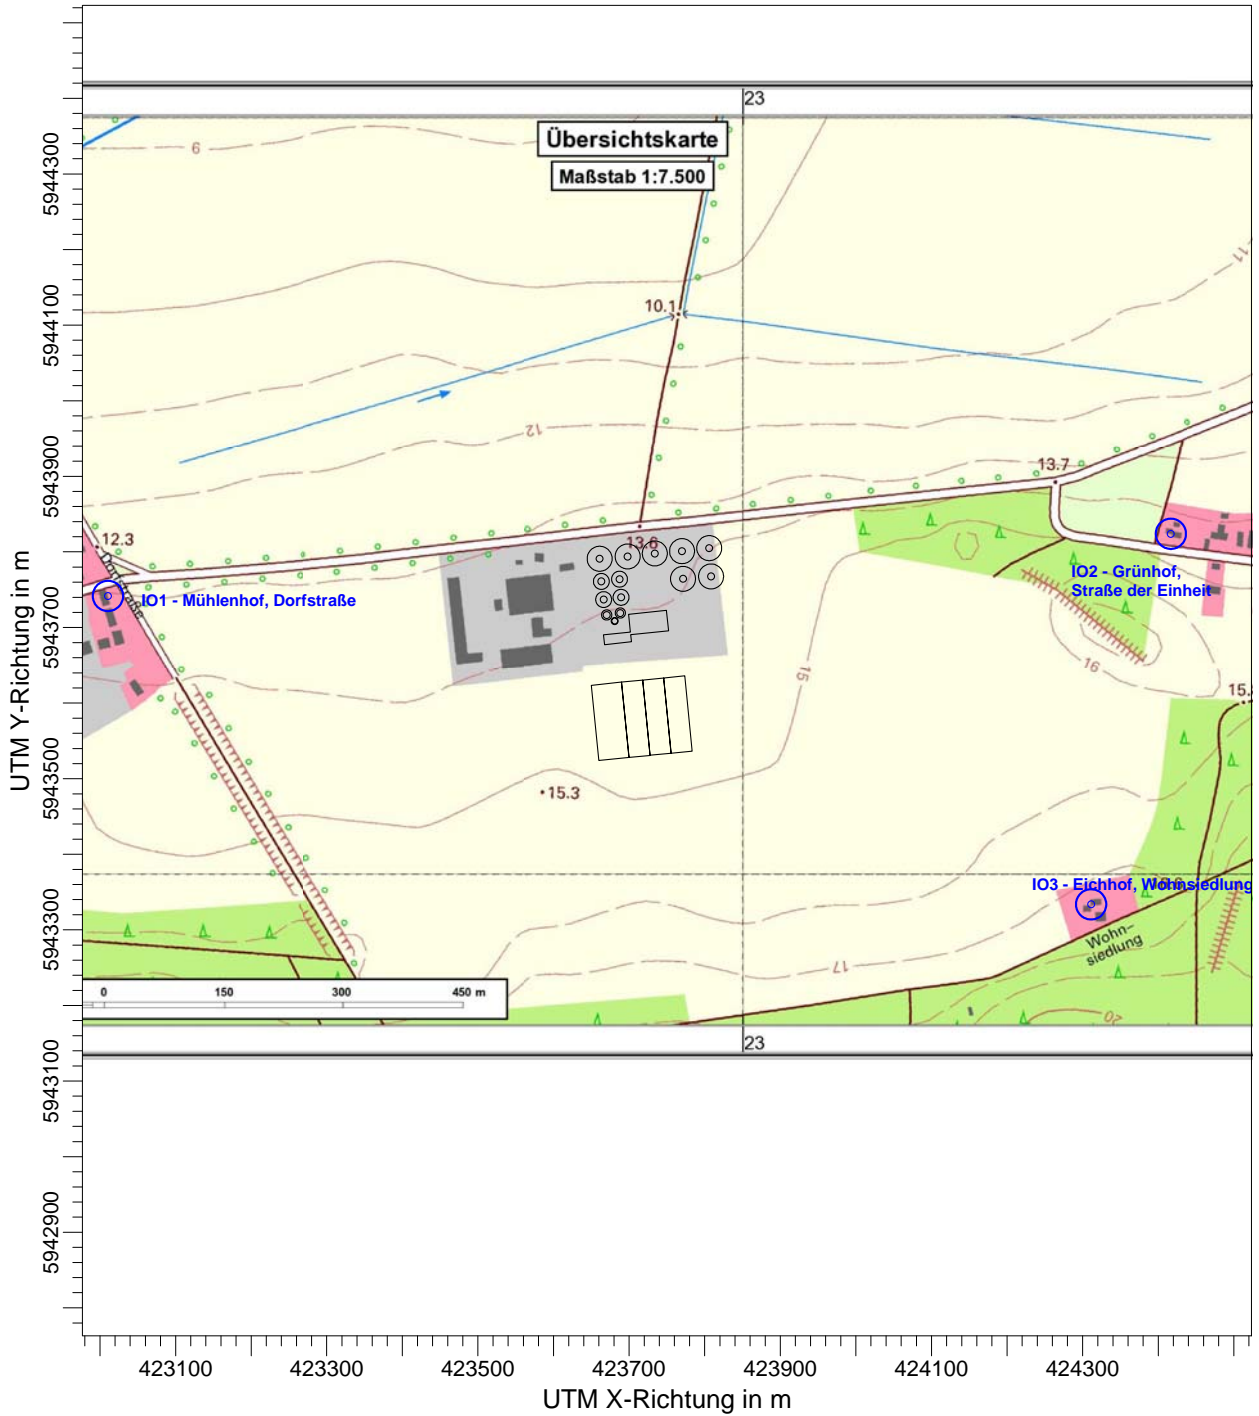 23
Übersichtskarte
Maßstab 1:7.500
9
11
10.1
12
13.7
12.3
13.6
IO1 - Mühlenhof, Dorfstraße
IO2 - Grünhof,
Straße der Einheit
16
15
15.3
IO3 - Eichhof, Wohnsiedlung
Wohn-
siedlung
17
20
0 150 300 450 m
23
UTM Y-Richtung in m
5944300
5944100
5943900
5943700
5943500
5943300
5943100
5942900
423100 423300 423500 423700 423900 424100 424300
UTM X-Richtung in m